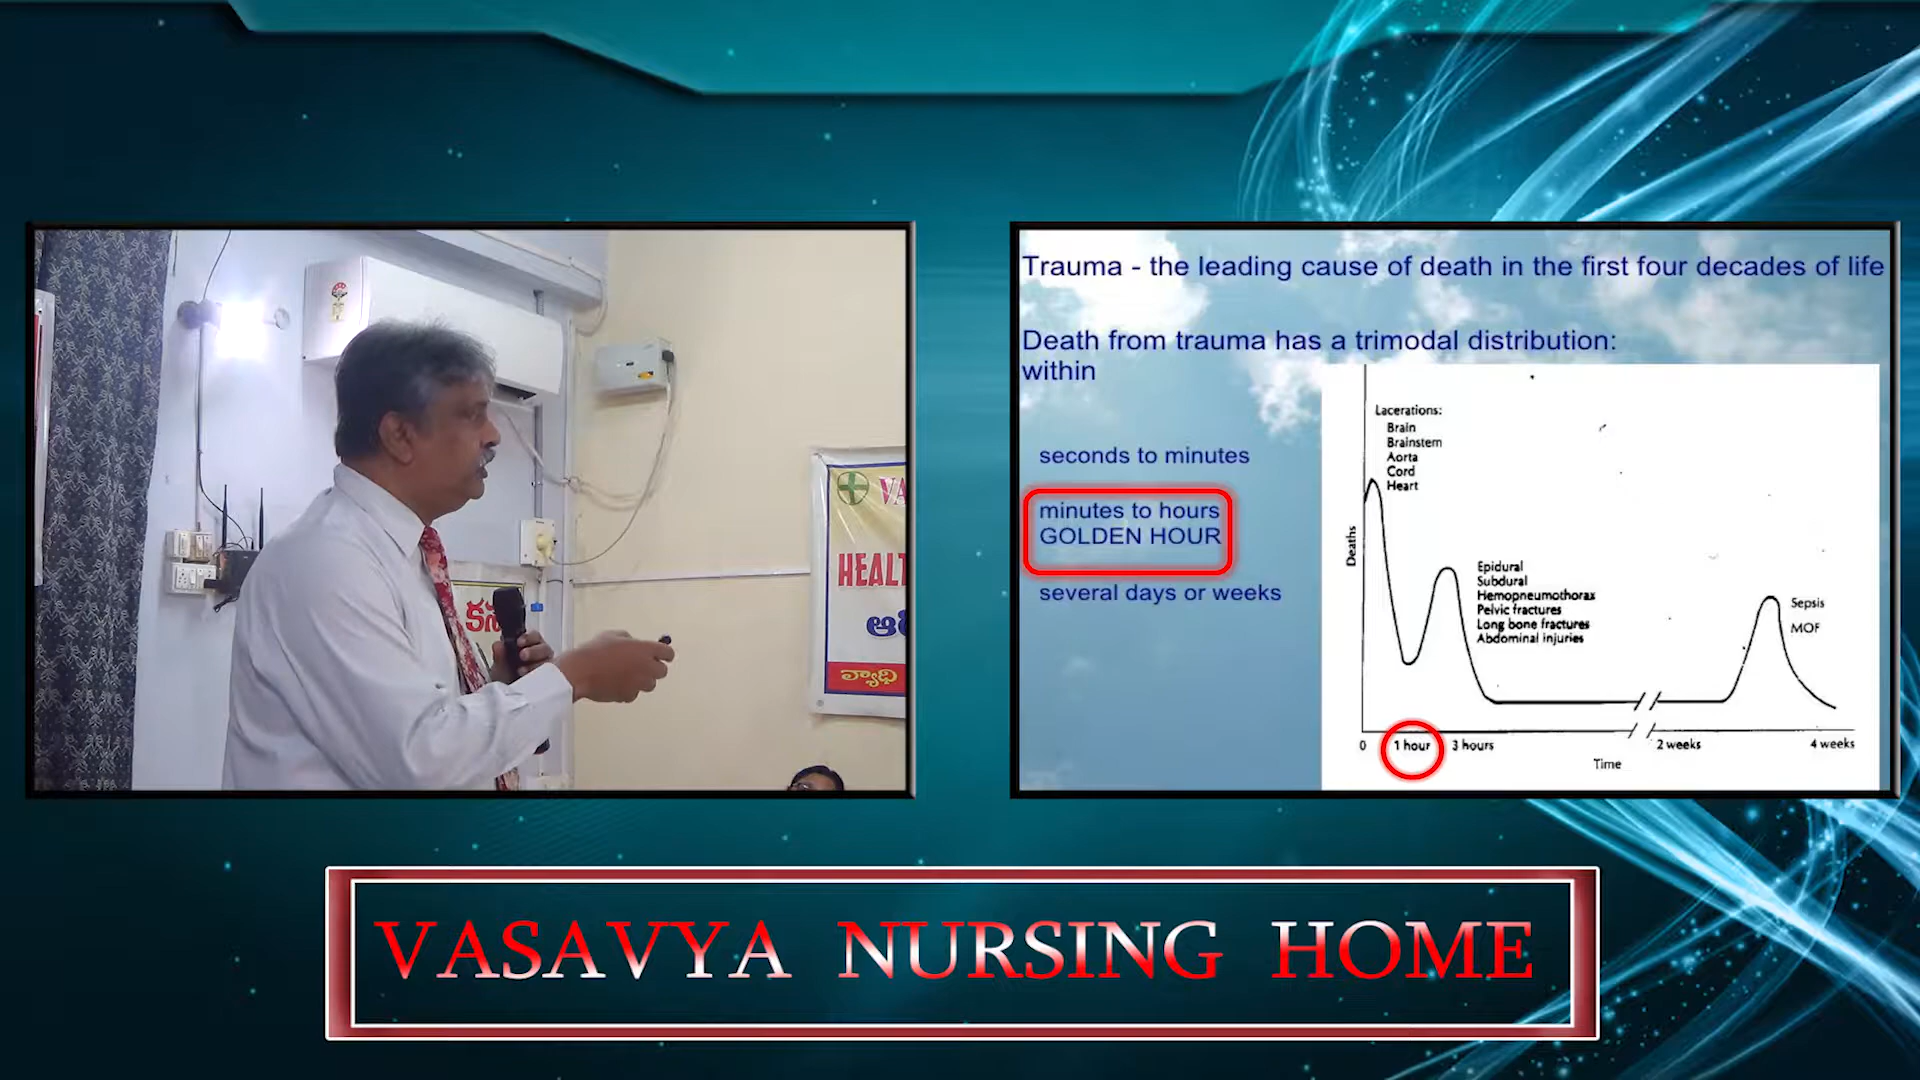 VA
HEAL
వ్యాధి
Trauma - the leading cause of death in the first four decades of life
Death from trauma has a trimodal distribution:
within
seconds to minutes
minutes to hours
GOLDEN HOUR
several days or weeks
Lacerations:
Brain
Brainstem
Aorta
Cord
Heart
Deaths
Epidural
Subdural
Hemopneumothorax
Pelvic fractures
Long bone fractures
Abdominal injuries
Sepsis
MOF
0 1 hour 3 hours 2 weeks 4 weeks
Time
VASAVYA NURSING HOME